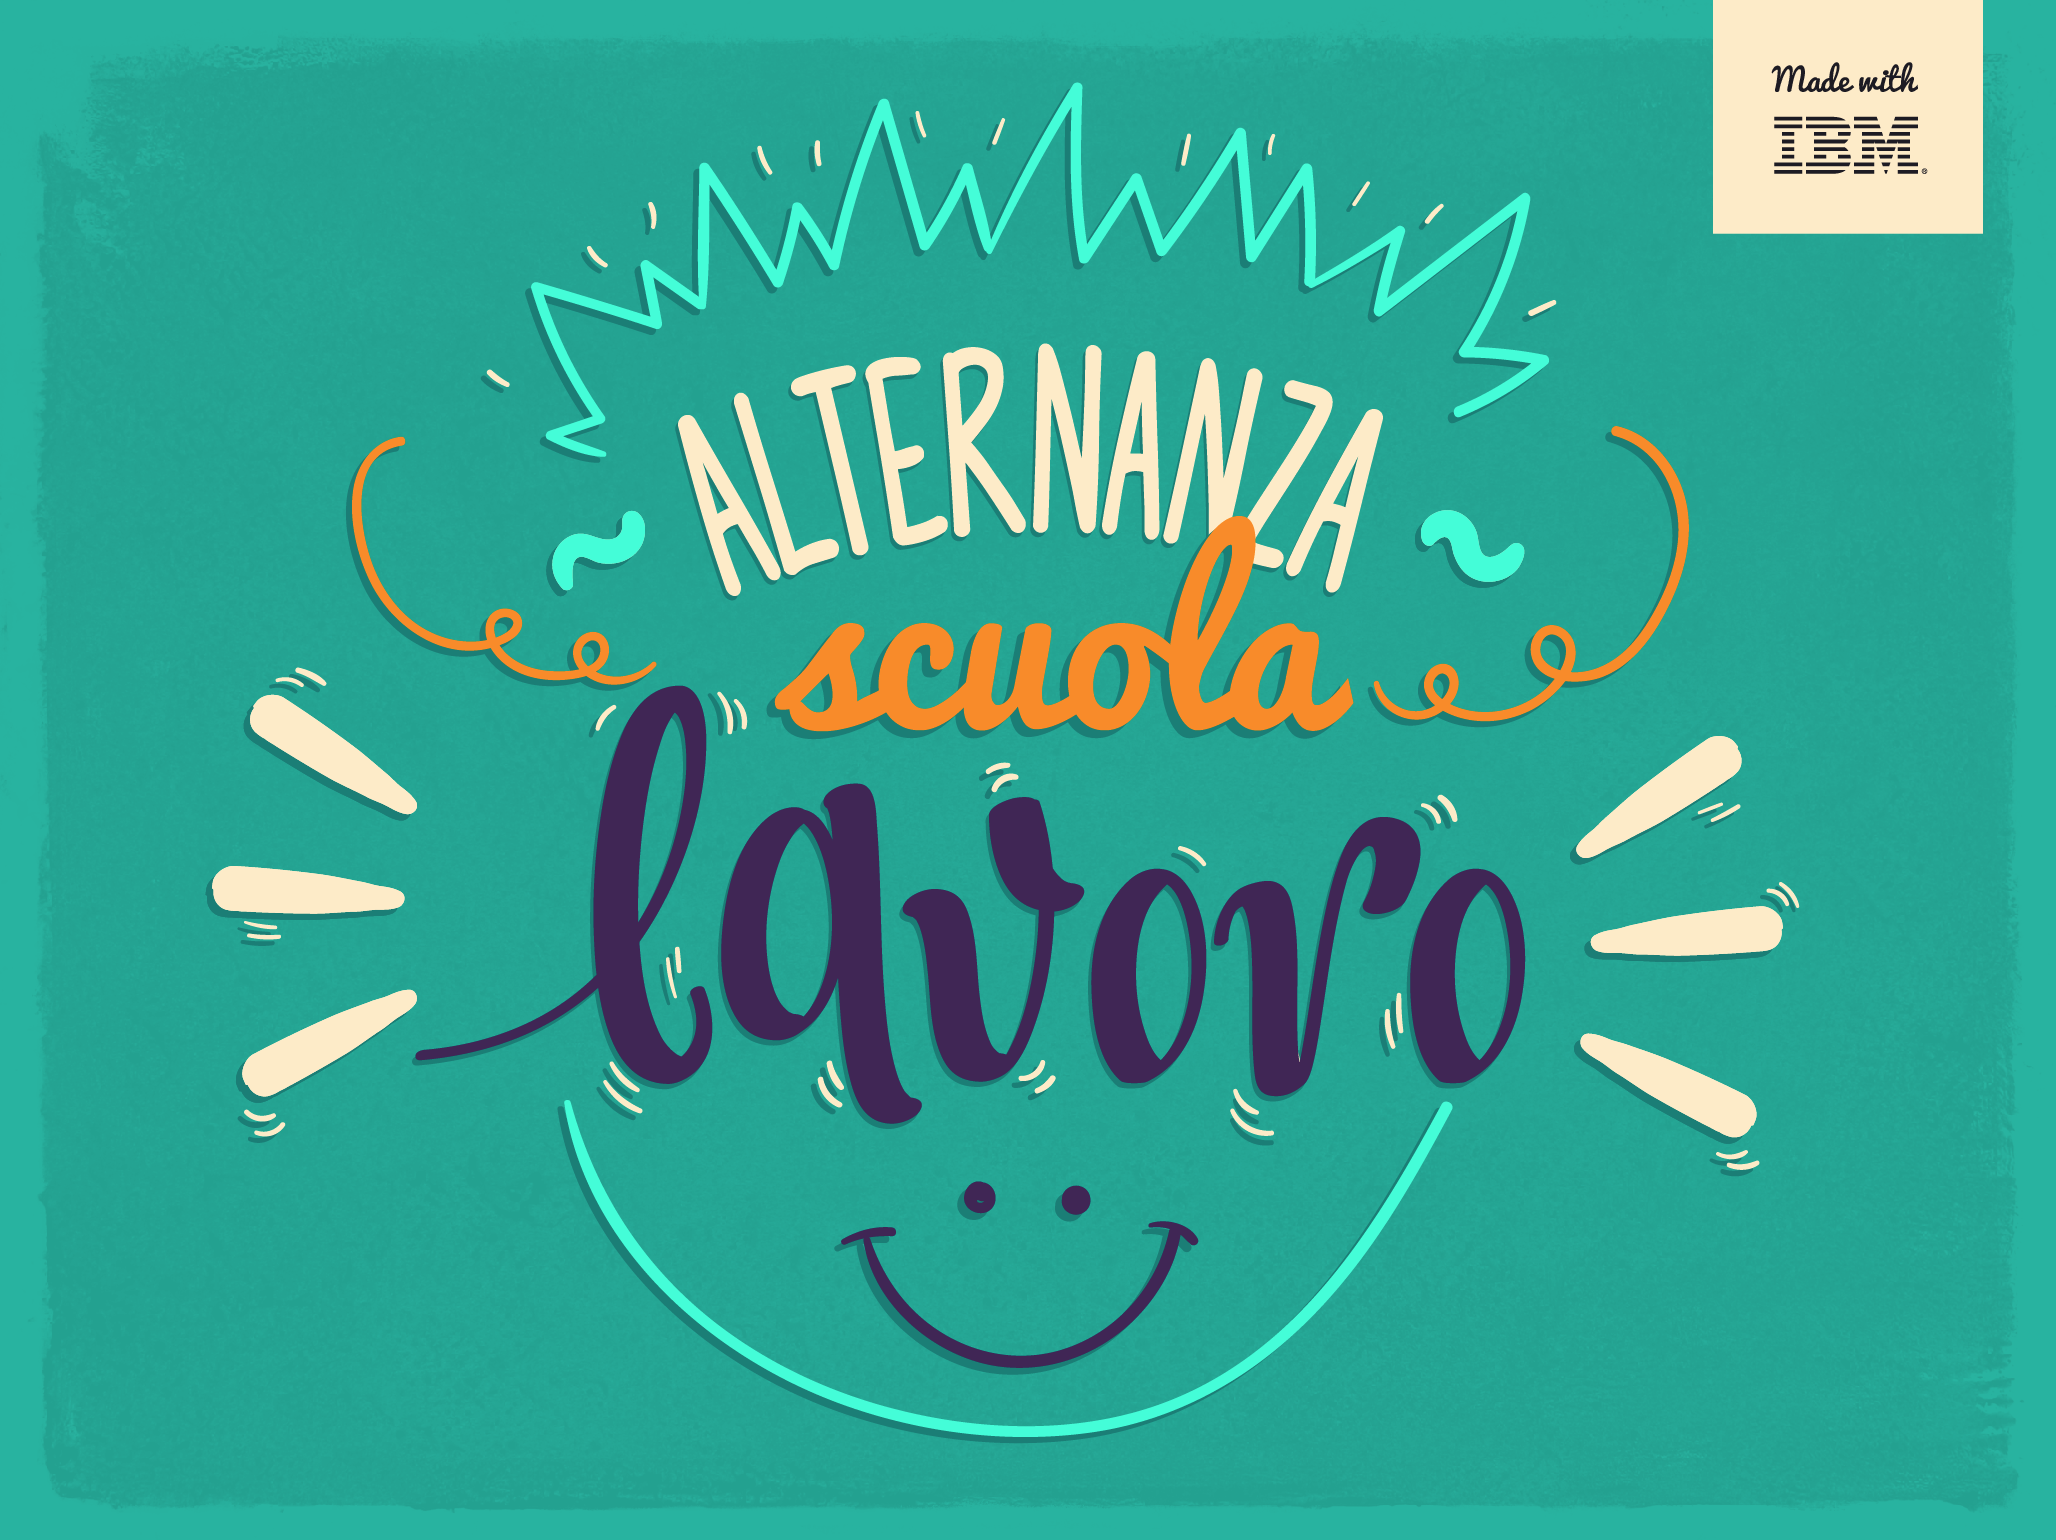 Made with
IBM®
ALTERNANZA
scuola
lavoro